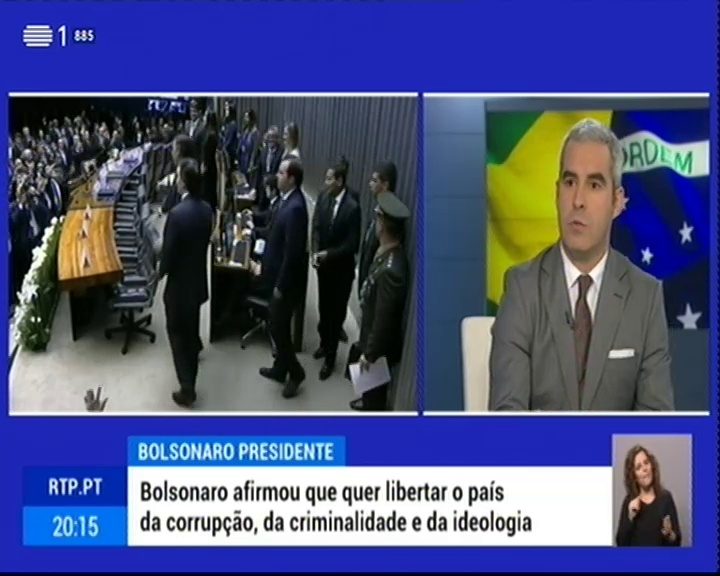 1 885
ORDEM
BOLSONARO PRESIDENTE
RTP.PT
Bolsonaro afirmou que quer libertar o país
20:15
da corrupção, da criminalidade e da ideologia